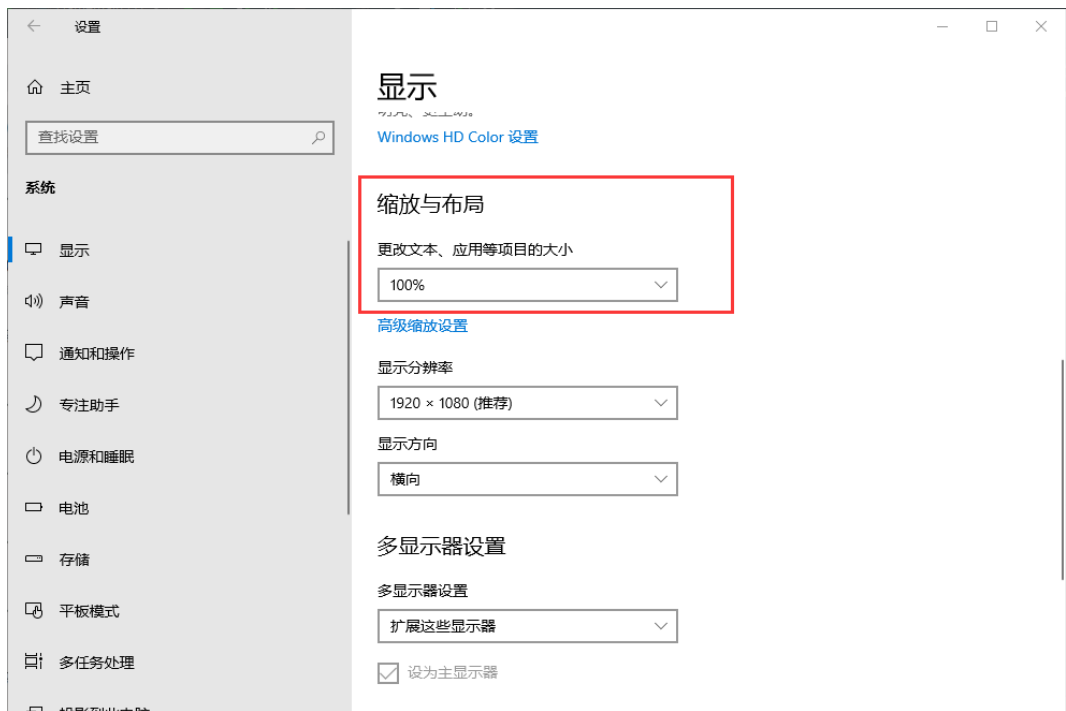 设置
主页
查找设置
系统
显示
声音
通知和操作
专注助手
电源和睡眠
电池
存储
平板模式
多任务处理
显示
Windows HD Color 设置
缩放与布局
更改文本、应用等项目的大小
100%
高级缩放设置
显示分辨率
1920 × 1080 (推荐)
显示方向
横向
多显示器设置
多显示器设置
扩展这些显示器
设为主显示器